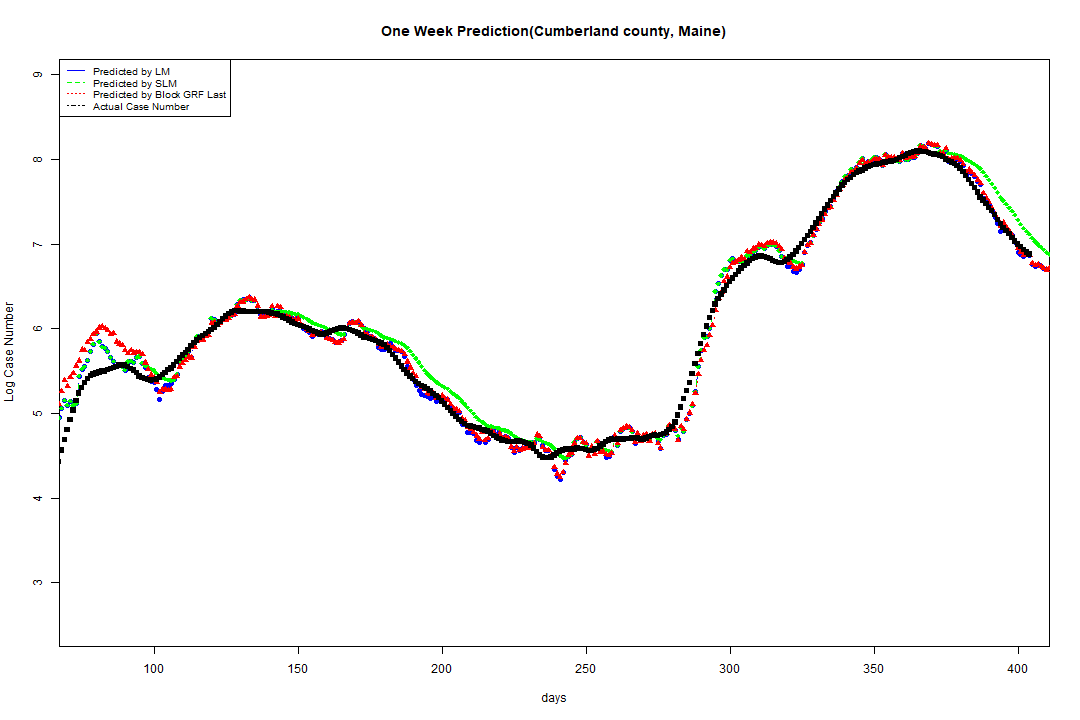 One Week Prediction(Cumberland county, Maine)
Predicted by LM
Predicted by SLM
Predicted by Block GRF Last
Actual Case Number
Log Case Number
9
8
7
6
5
4
3
100 150 200 250 300 350 400
days